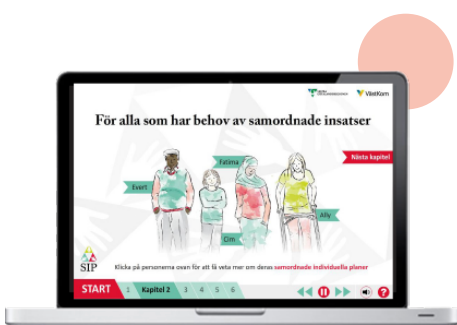 VästKom
För alla som har behov av samordnade insatser
Nästa kapitel
Fatima
Evert
Ally
Cim
SIP
Klicka på personerna ovan för att få veta mer om deras samordnade individuella planer
START 1 Kapitel 2 3 4 5 6